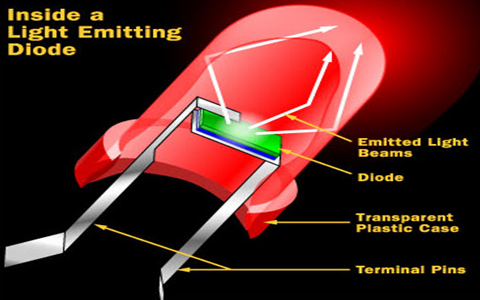 Inside a
Light Emitting
Diode
Emitted Light
Beams
Diode
Transparent
Plastic Case
Terminal Pins